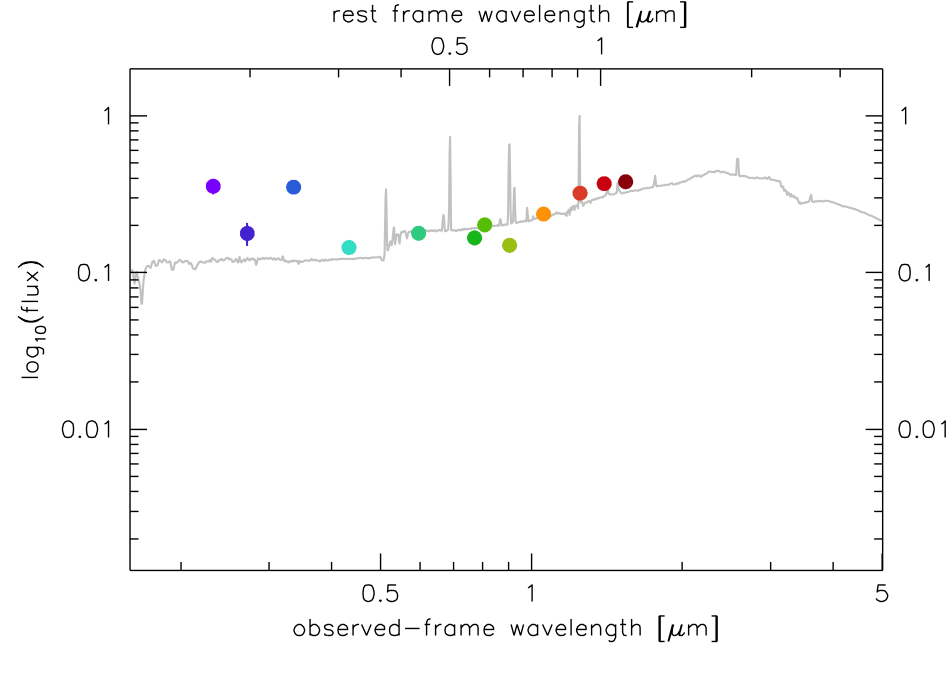 rest frame wavelength [μm]
0.5 1
1 1
0.1 0.1
0.01 0.01
log10(flux)
0.5 1 5
observed-frame wavelength [μm]